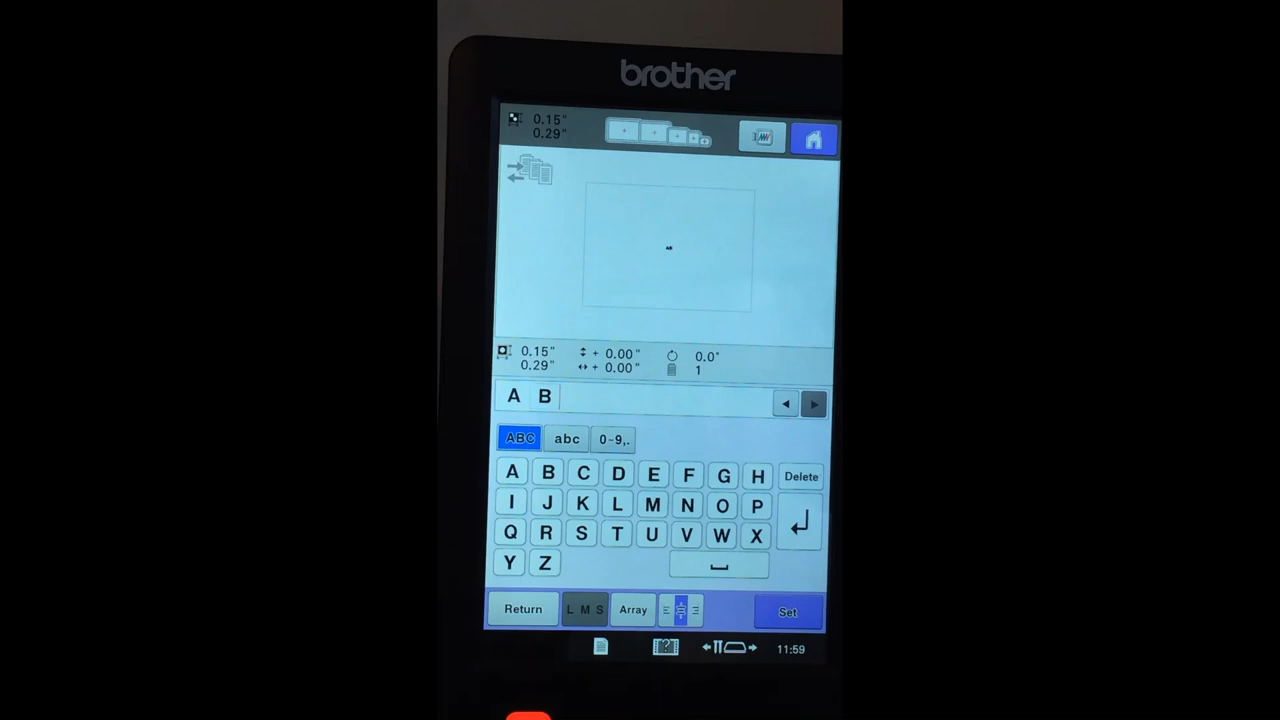 brother
0.15"
0.29"
AB
0.15" + 0.00" 0.0°
0.29" + 0.00" 1
A B
ABC abc 0-9,.
A B C D E F G H Delete
I J K L M N O P
Q R S T U V W X
Y Z
Return L M S Array Set
? 11:59